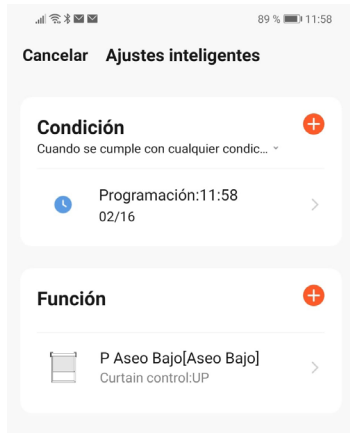 89 % 11:58
Cancelar Ajustes inteligentes
Condición
Cuando se cumple con cualquier condic...
Programación:11:58
02/16
Función
P Aseo Bajo[Aseo Bajo]
Curtain control:UP